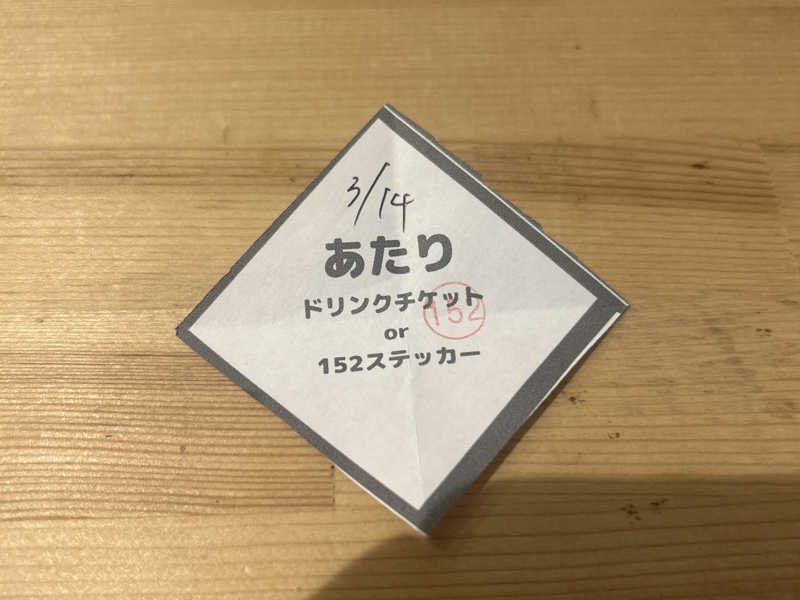 3/14
あたり
ドリンクチケット
152
or
152ステッカー